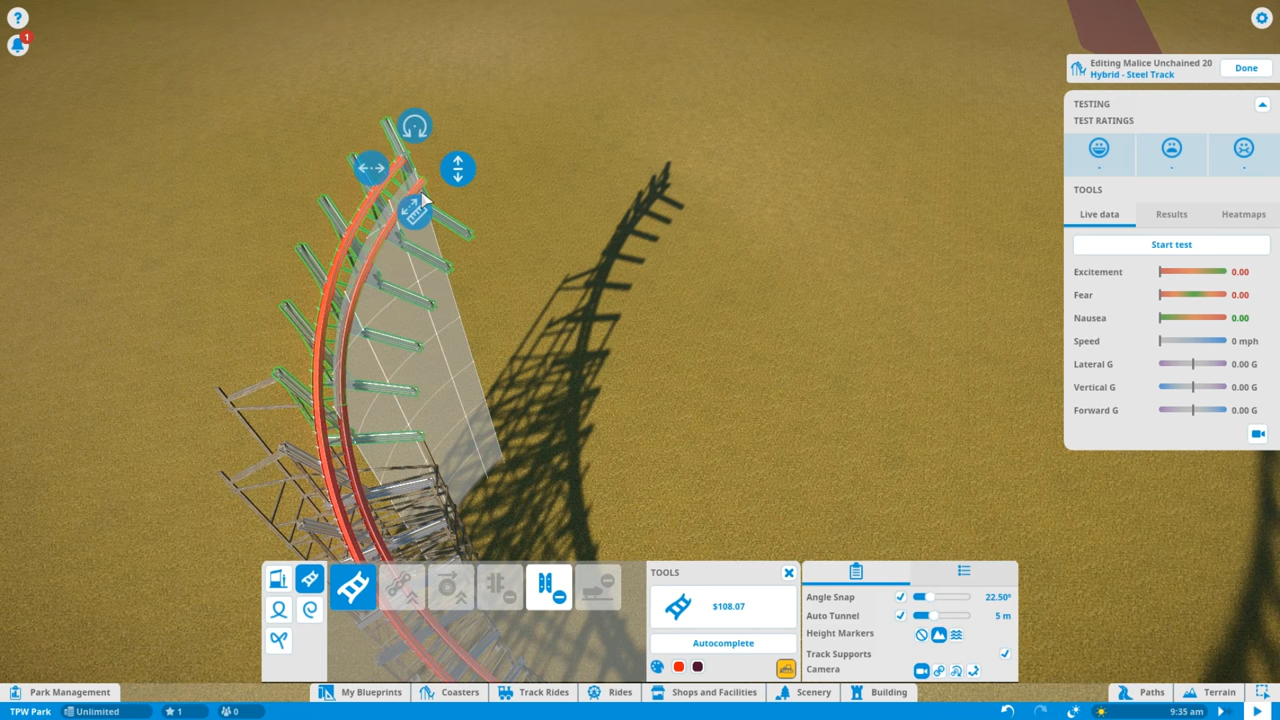 ?
1
Editing Malice Unchained 20
Hybrid - Steel Track
Done
TESTING
TEST RATINGS
- - -
TOOLS
Live data Results Heatmaps
Start test
Excitement 0.00
Fear 0.00
Nausea 0.00
Speed 0 mph
Lateral G 0.00 G
Vertical G 0.00 G
Forward G 0.00 G
TOOLS
$108.07
Autocomplete
Angle Snap 22.50°
Auto Tunnel 5 m
Height Markers
Track Supports
Camera
Park Management My Blueprints Coasters Track Rides Rides Shops and Facilities Scenery Building Paths Terrain
TPW Park Unlimited 1 0 9:35 am